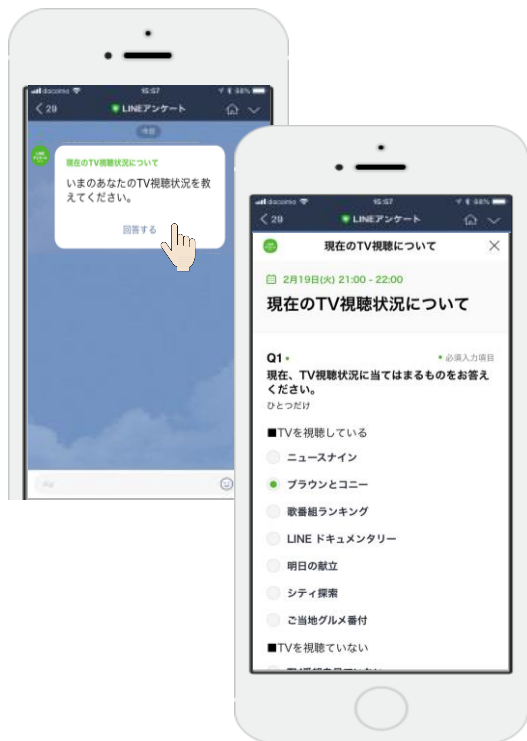 docomo 15:57 68%
29 LINEアンケート
今日
現在のTV視聴状況について
いまのあなたのTV視聴状況を教
えてください。
回答する
Aa
docomo 15:57 68%
29 LINEアンケート
現在のTV視聴について
2月19日(火) 21:00 - 22:00
現在のTV視聴状況について
Q1 • • 必須入力項目
現在、TV視聴状況に当てはまるものをお答え
ください。
ひとつだけ
■TVを視聴している
ニュースナイン
ブラウンとコニー
歌番組ランキング
LINE ドキュメンタリー
明日の献立
シティ探索
ご当地グルメ番付
■TVを視聴ていない